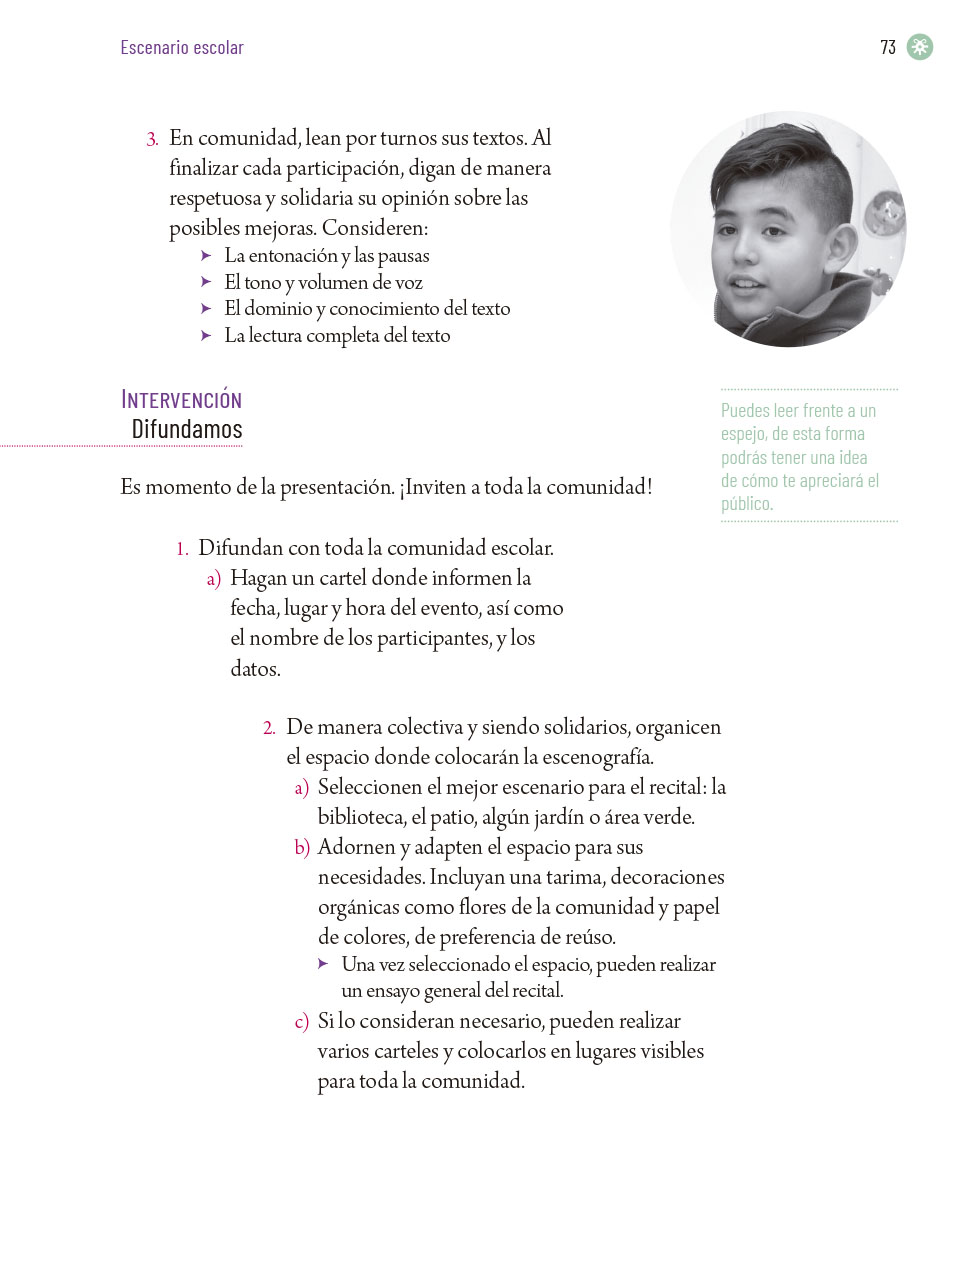 Escenario escolar
73
3. En comunidad, lean por turnos sus textos. Al
finalizar cada participación, digan de manera
respetuosa y solidaria su opinión sobre las
posibles mejoras. Consideren:
➤ La entonación y las pausas
➤ El tono y volumen de voz
➤ El dominio y conocimiento del texto
➤ La lectura completa del texto
Intervención
Difundamos
Puedes leer frente a un
espejo, de esta forma
podrás tener una idea
de cómo te apreciará el
público.
Es momento de la presentación. ¡Inviten a toda la comunidad!
1. Difundan con toda la comunidad escolar.
a) Hagan un cartel donde informen la
fecha, lugar y hora del evento, así como
el nombre de los participantes, y los
datos.
2. De manera colectiva y siendo solidarios, organicen
el espacio donde colocarán la escenografía.
a) Seleccionen el mejor escenario para el recital: la
biblioteca, el patio, algún jardín o área verde.
b) Adornen y adapten el espacio para sus
necesidades. Incluyan una tarima, decoraciones
orgánicas como flores de la comunidad y papel
de colores, de preferencia de reúso.
➤ Una vez seleccionado el espacio, pueden realizar
un ensayo general del recital.
c) Si lo consideran necesario, pueden realizar
varios carteles y colocarlos en lugares visibles
para toda la comunidad.